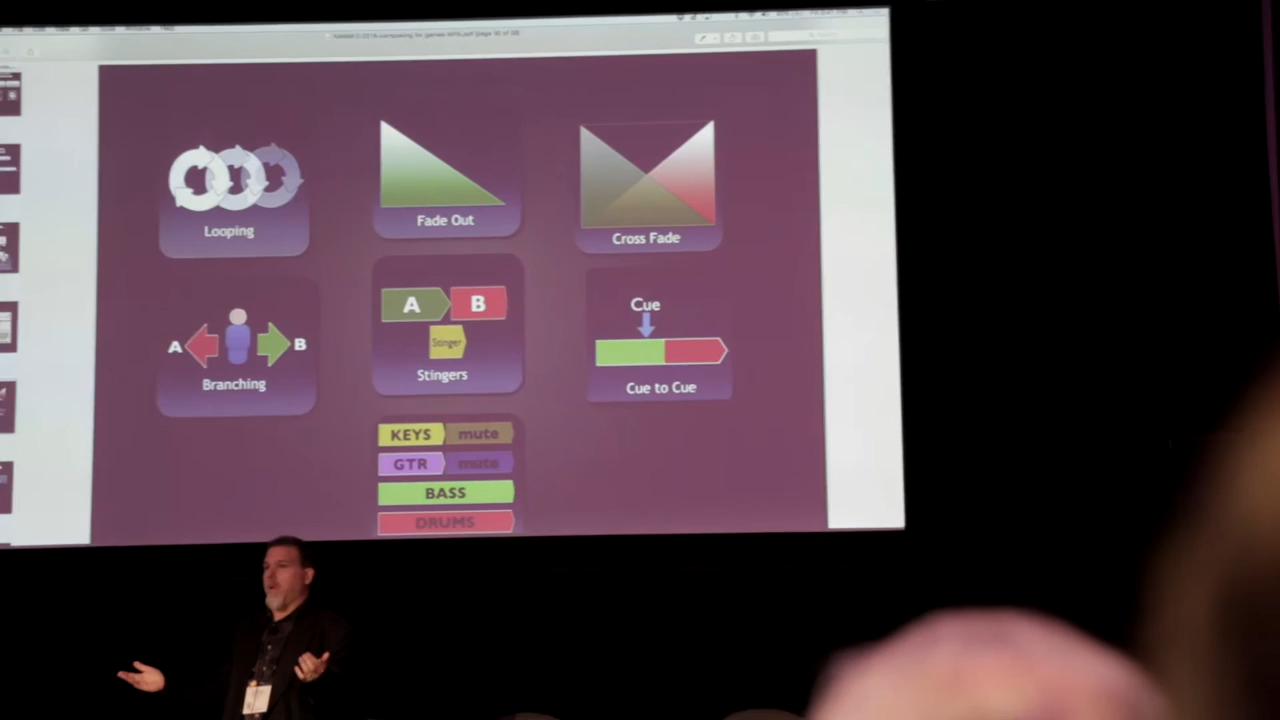 Looping
Fade Out
Cross Fade
A
B
Branching
A
B
Stinger
Stingers
Cue
Cue to Cue
KEYS mute
GTR mute
BASS
DRUMS